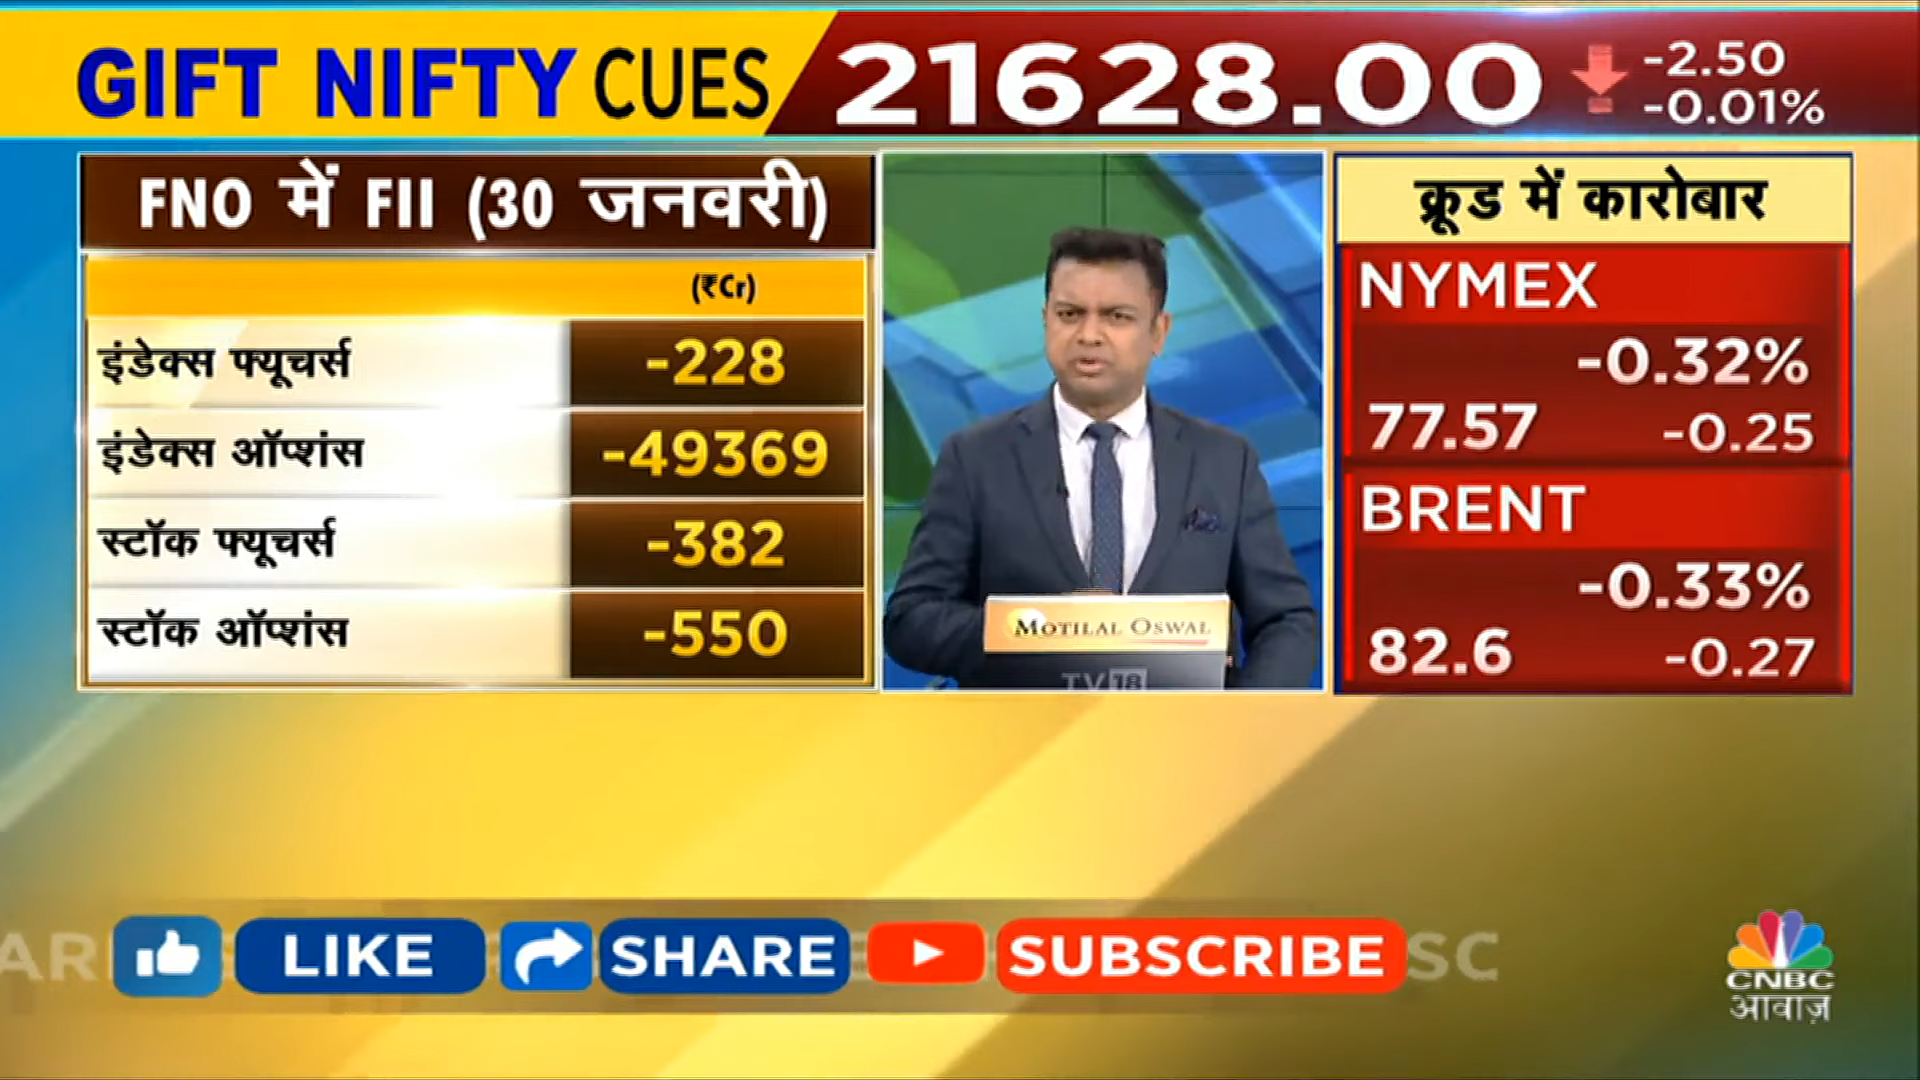 GIFT NIFTY CUES
21628.00
-2.50
-0.01%
FNO में FII (30 जनवरी)
(₹Cr)
इंडेक्स फ्यूचर्स -228
इंडेक्स ऑप्शंस -49369
स्टॉक फ्यूचर्स -382
स्टॉक ऑप्शंस -550
MOTILAL OSWAL
TV18
क्रूड में कारोबार
NYMEX
-0.32%
77.57 -0.25
BRENT
-0.33%
82.6 -0.27
LIKE SHARE SUBSCRIBE
CNBC
आवाज़